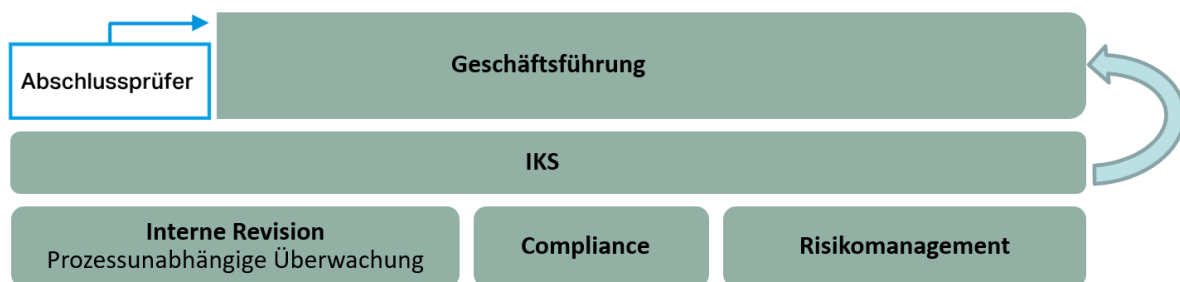 Abschlussprüfer
Geschäftsführung
IKS
Interne Revision
Prozessunabhängige Überwachung
Compliance
Risikomanagement